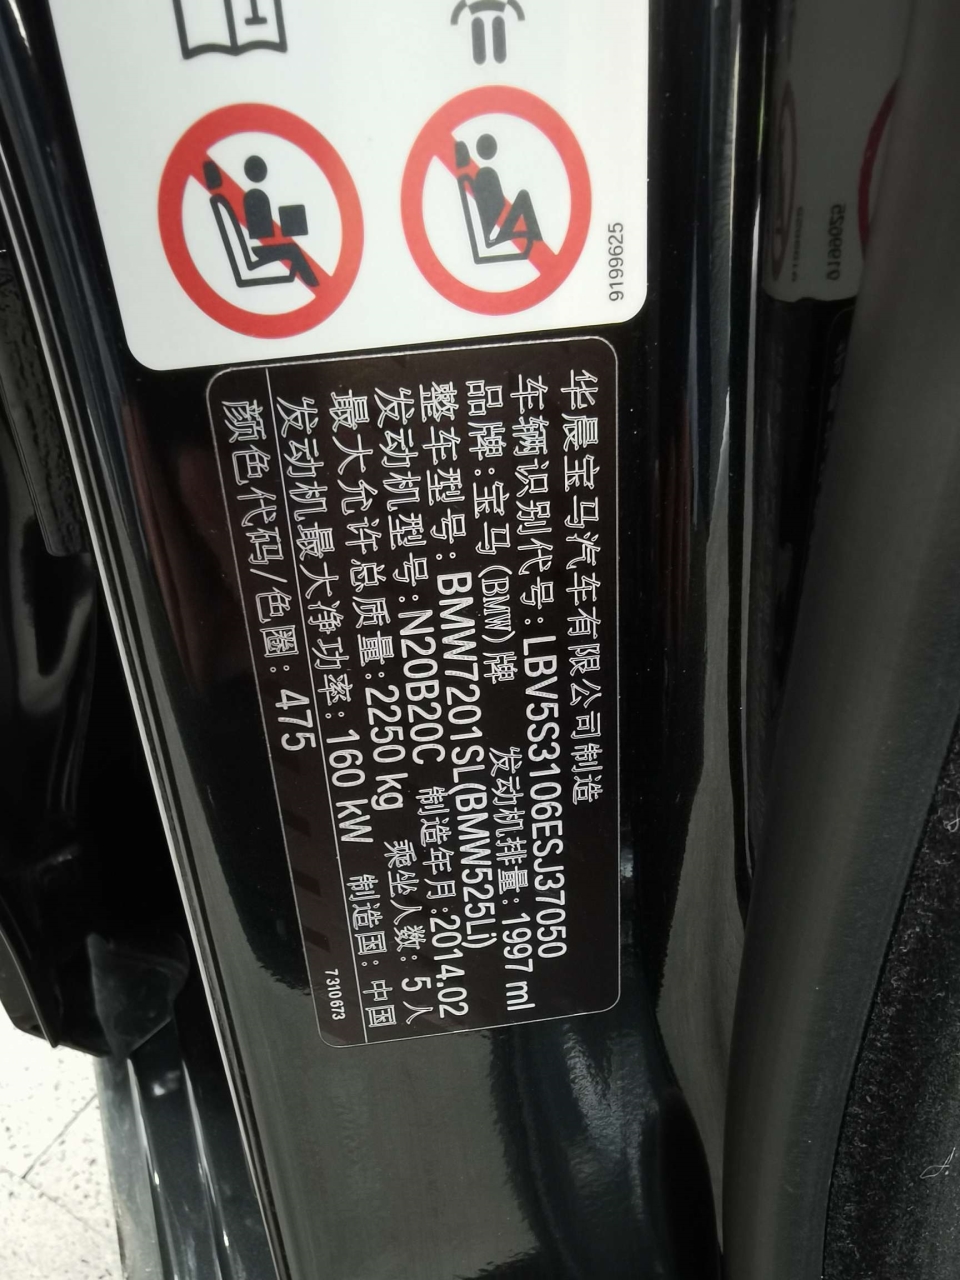 9199625
华晨宝马汽车有限公司制造
车辆识别代号:LBV5S3106ESJ37050
品牌:宝马(BMW)牌 发动机排量:1997 ml
整车型号:BMW7201SL(BMW525Li)
发动机型号:N20B20C 制造年月:2014.02
最大允许总质量:2250 kg 乘坐人数:5人
发动机最大净功率:160 kW 制造国:中国
颜色代码/色圈:475
7310673